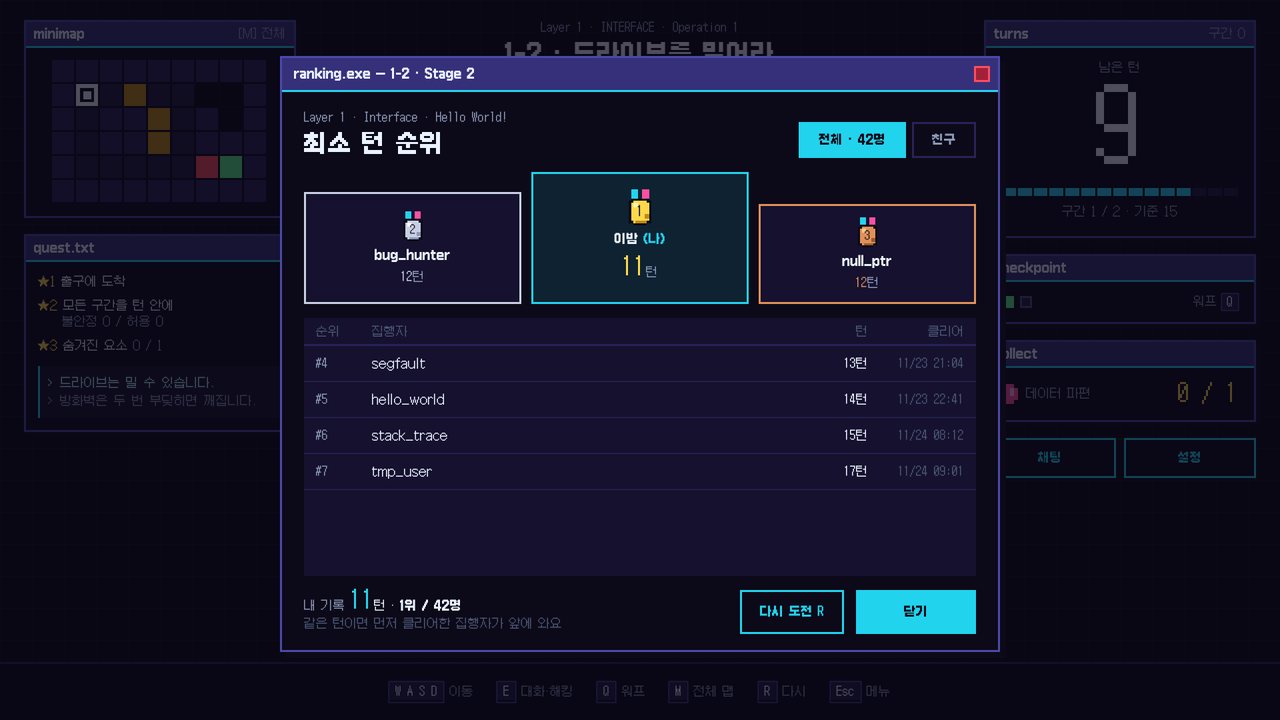 minimap
[M] 전체
Layer 1 · INTERFACE · Operation 1
1-2 : 드라이브를 밀어라
turns
구간 0
남은 턴
9
구간 1 / 2 · 기준 15
quest.txt
★1 출구에 도착
★2 모든 구간을 턴 안에
불안정 0 / 허용 0
★3 숨겨진 요소 0 / 1
› 드라이브는 밀 수 있습니다.
› 방화벽은 두 번 부딪히면 깨집니다.
ranking.exe — 1-2 · Stage 2
Layer 1 · Interface · Hello World!
최소 턴 순위
전체 · 42명
친구
2
bug_hunter
12턴
1
이밤 (나)
11턴
3
null_ptr
12턴
순위 집행자 턴 클리어
#4 segfault 13턴 11/23 21:04
#5 hello_world 14턴 11/23 22:41
#6 stack_trace 15턴 11/24 08:12
#7 tmp_user 17턴 11/24 09:01
내 기록 11턴 · 1위 / 42명
같은 턴이면 먼저 클리어한 집행자가 앞에 와요
다시 도전 R
닫기
heckpoint
워프 Q
ollect
데이터 파편
0 / 1
채팅
설정
W A S D 이동
E 대화·해킹
Q 워프
M 전체 맵
R 다시
Esc 메뉴